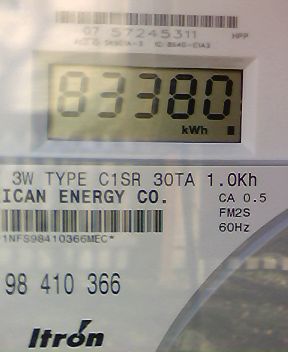 07 57245311 HPP
83380
kWh
3W TYPE C1SR 30TA 1.0Kh
ICAN ENERGY CO. CA 0.5
FM2S
60Hz
1NFS98410366MEC*
98 410 366
Itron